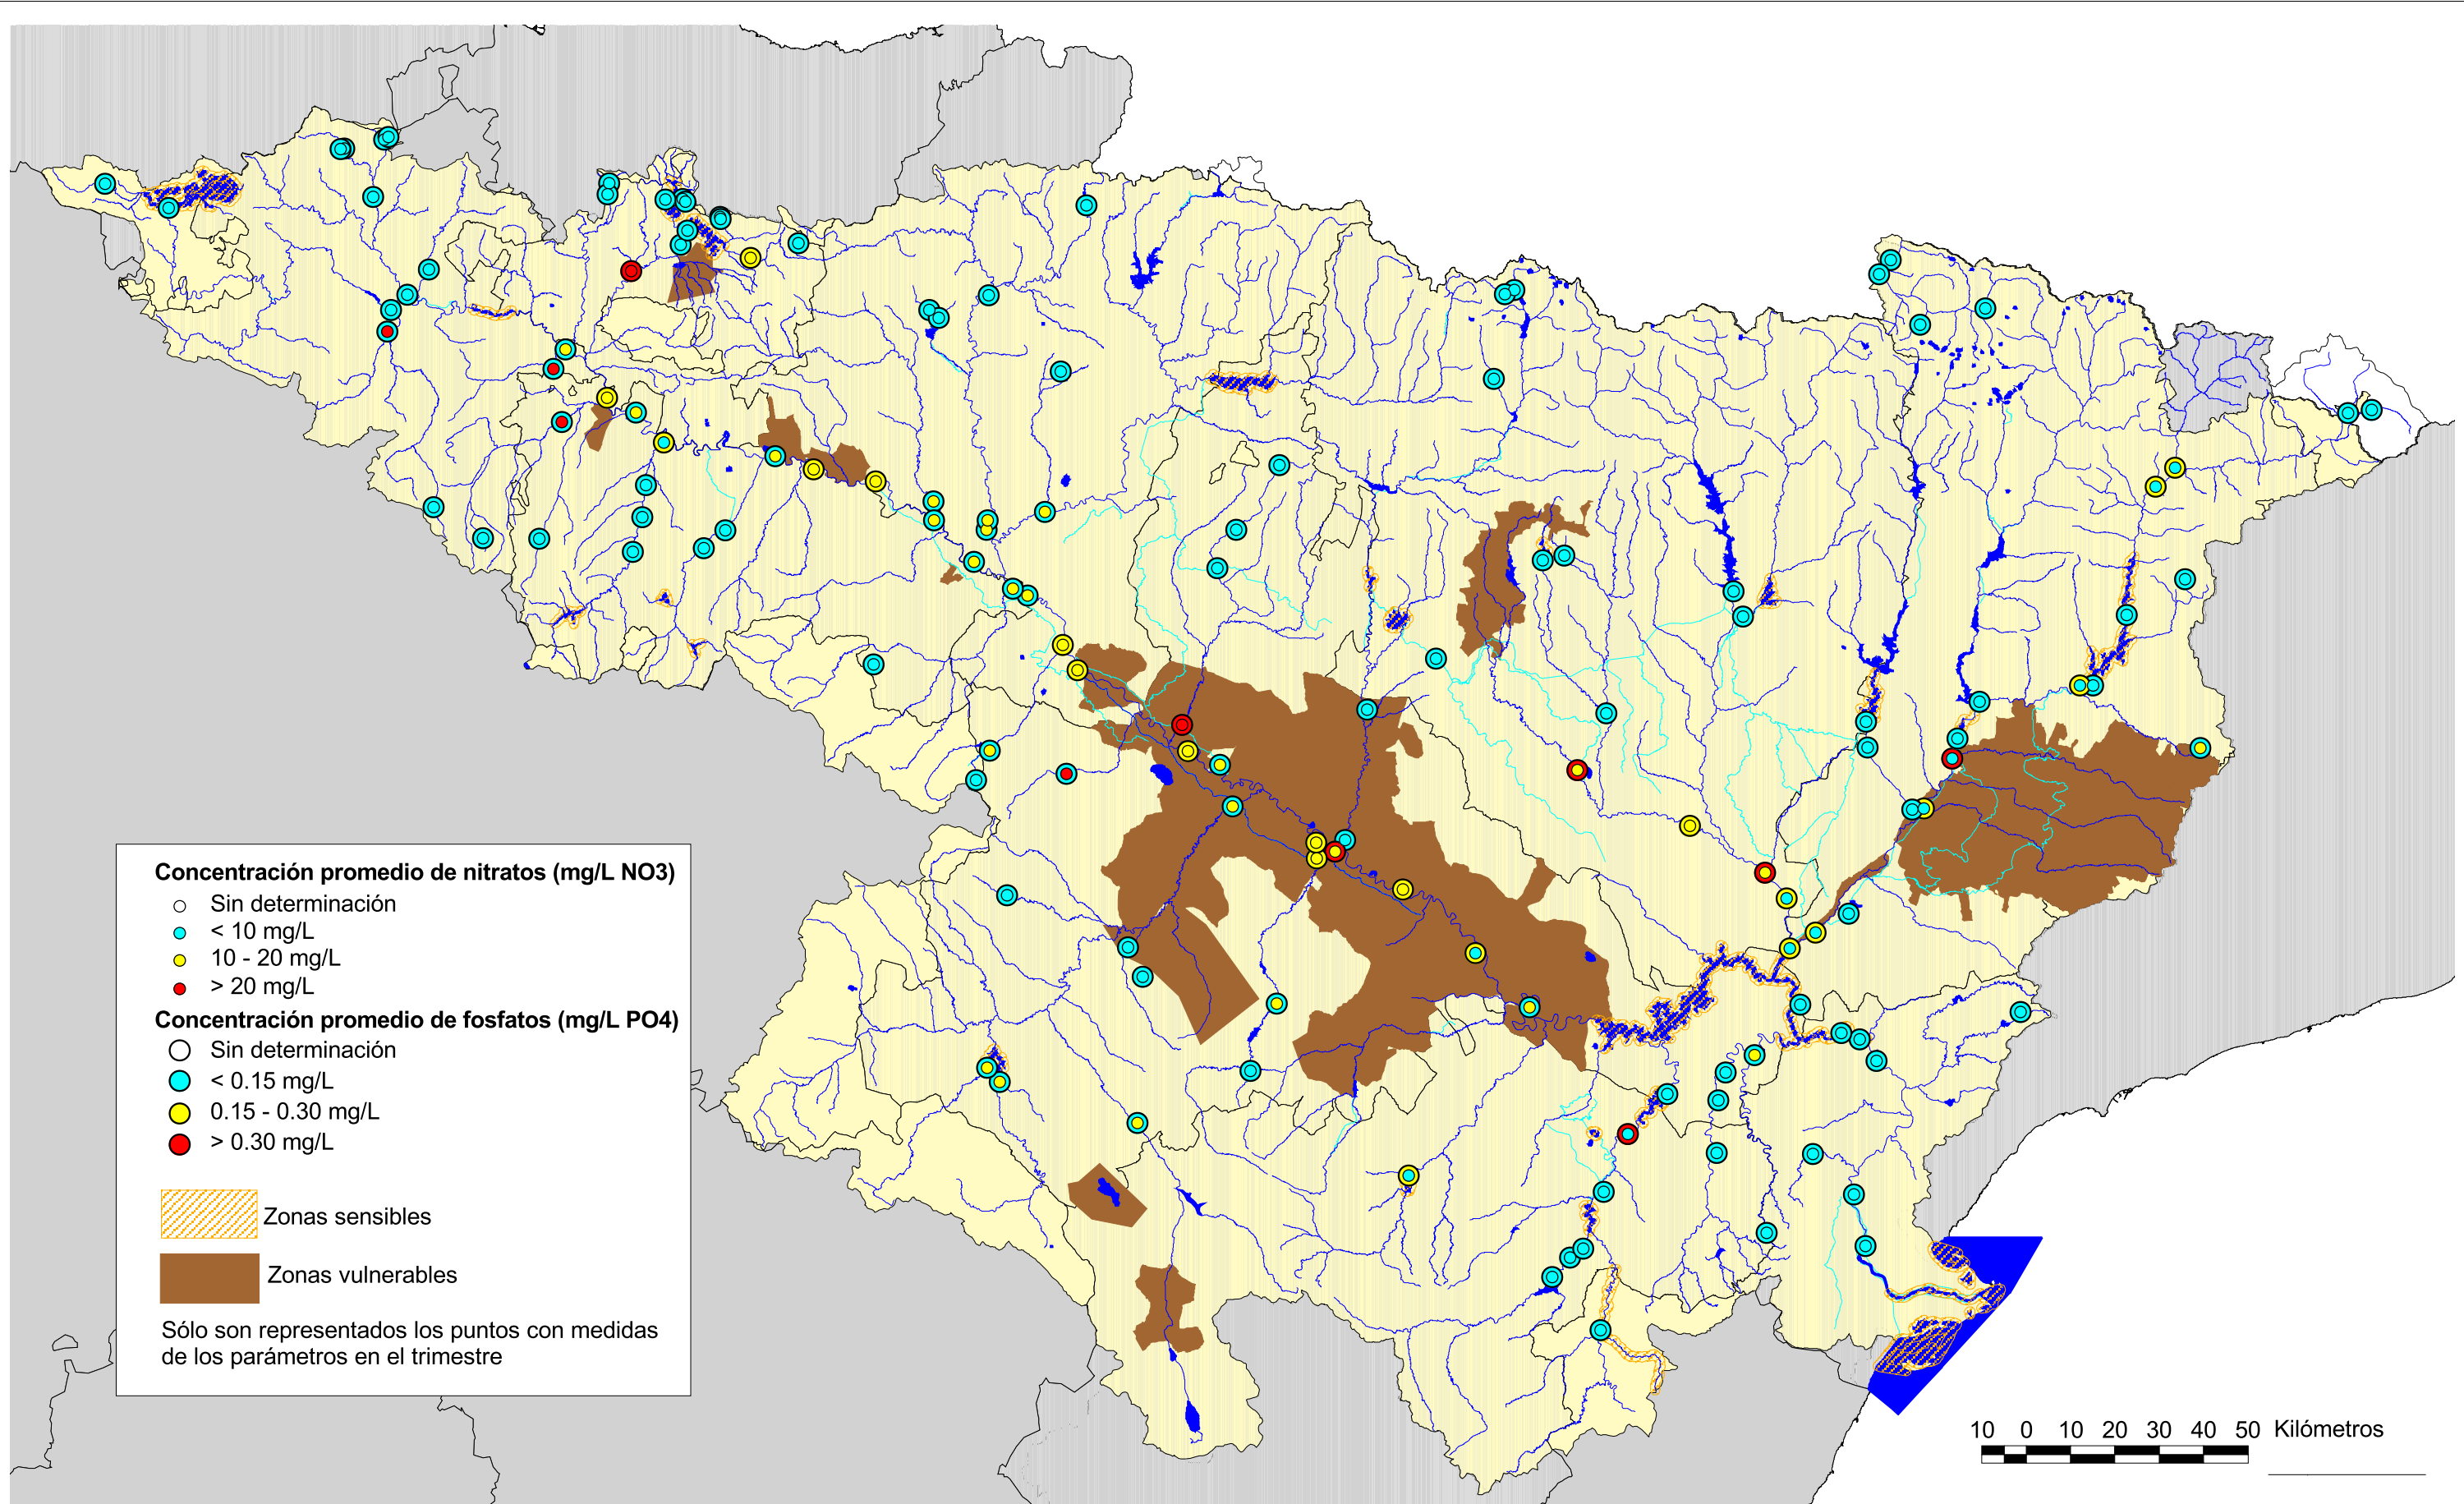 Concentración promedio de nitratos (mg/L NO3)
Sin determinación
< 10 mg/L
10 - 20 mg/L
> 20 mg/L
Concentración promedio de fosfatos (mg/L PO4)
Sin determinación
< 0.15 mg/L
0.15 - 0.30 mg/L
> 0.30 mg/L
Zonas sensibles
Zonas vulnerables
Sólo son representados los puntos con medidas
de los parámetros en el trimestre
10 0 10 20 30 40 50 Kilómetros